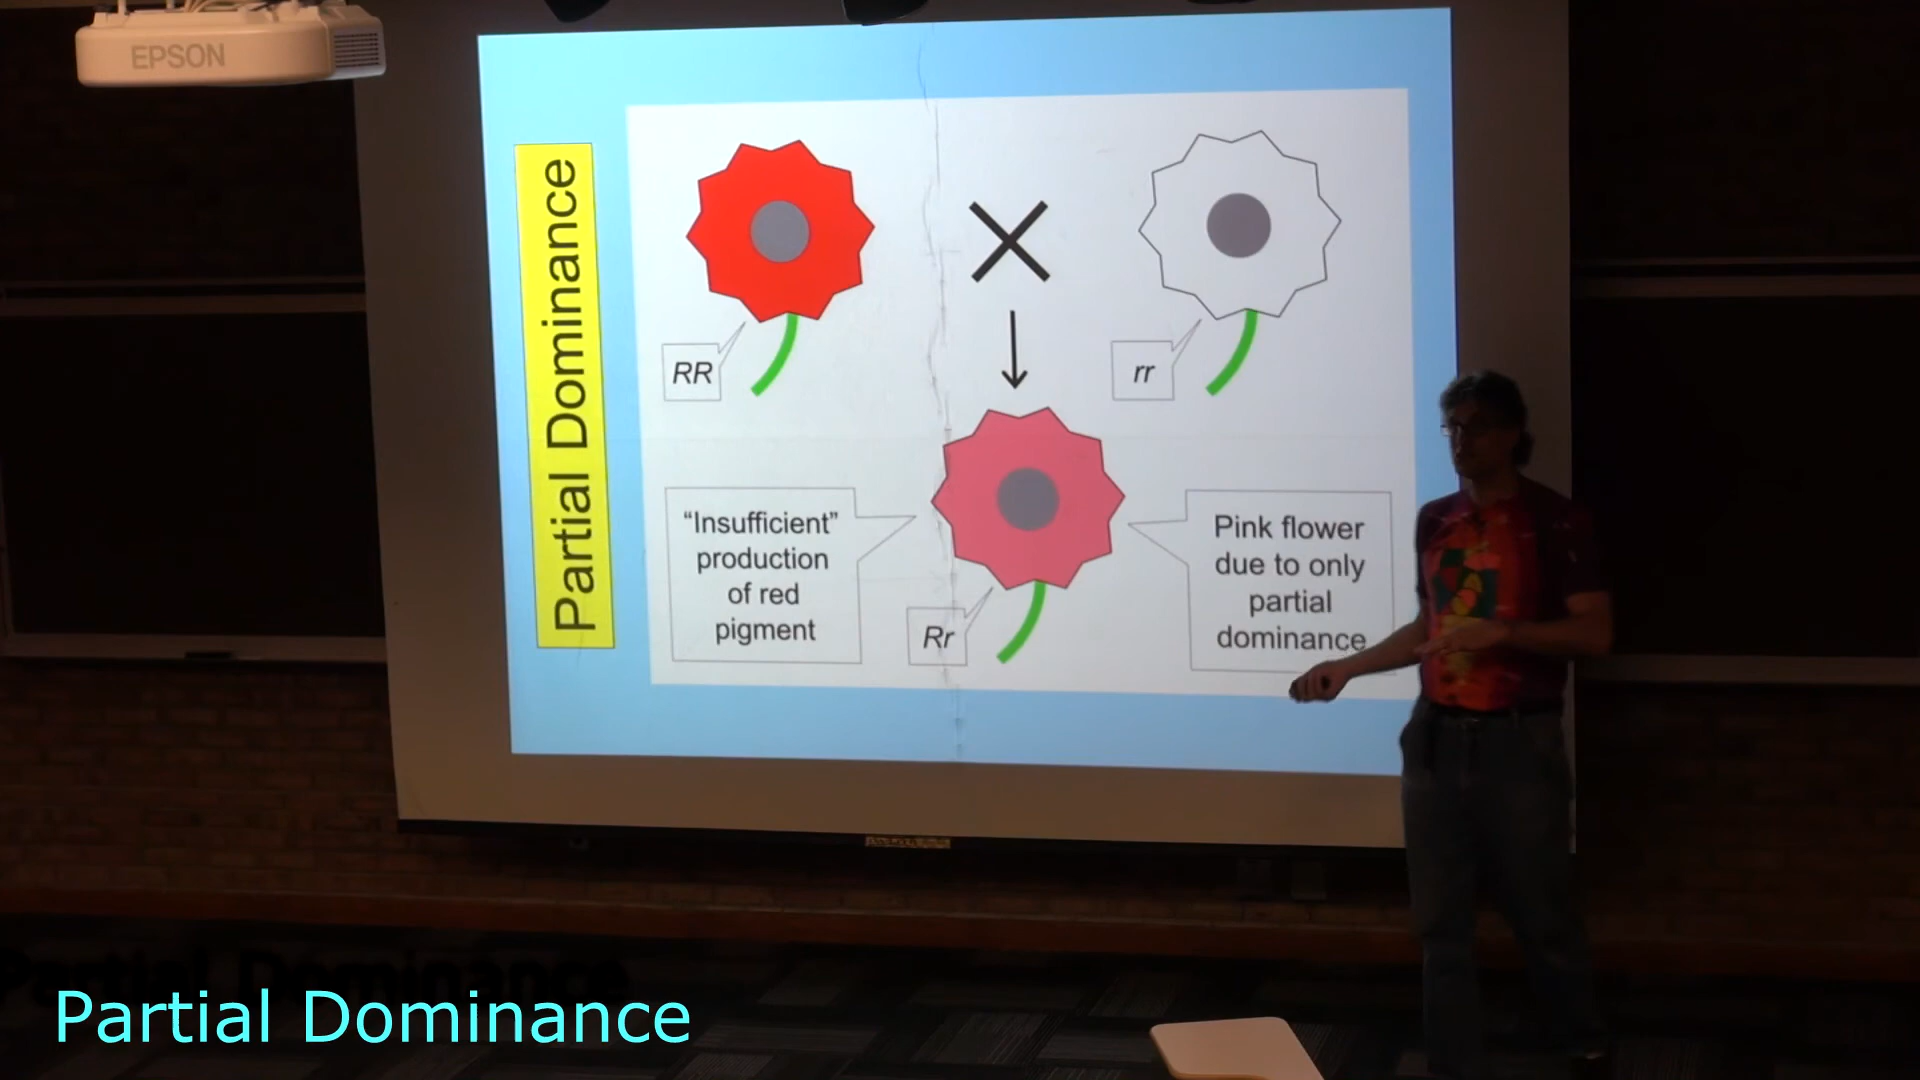 EPSON
Partial Dominance
RR
rr
"Insufficient"
production
of red
pigment
Rr
Pink flower
due to only
partial
dominance
Partial Dominance